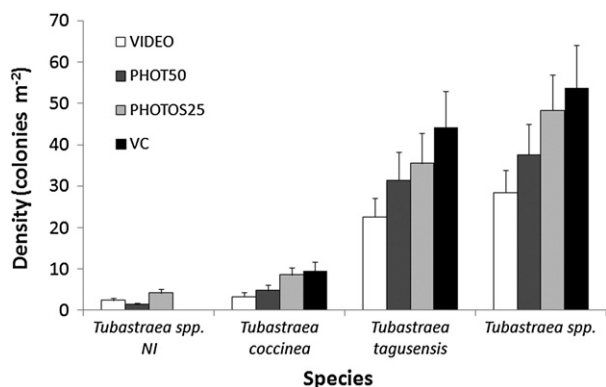 70
60
50
40
30
20
10
0
Density (colonies m-2)
VIDEO
PHOT50
PHOTOS25
VC
Tubastraea spp.
NI
Tubastraea
coccinea
Tubastraea
tagusensis
Tubastraea spp.
Species